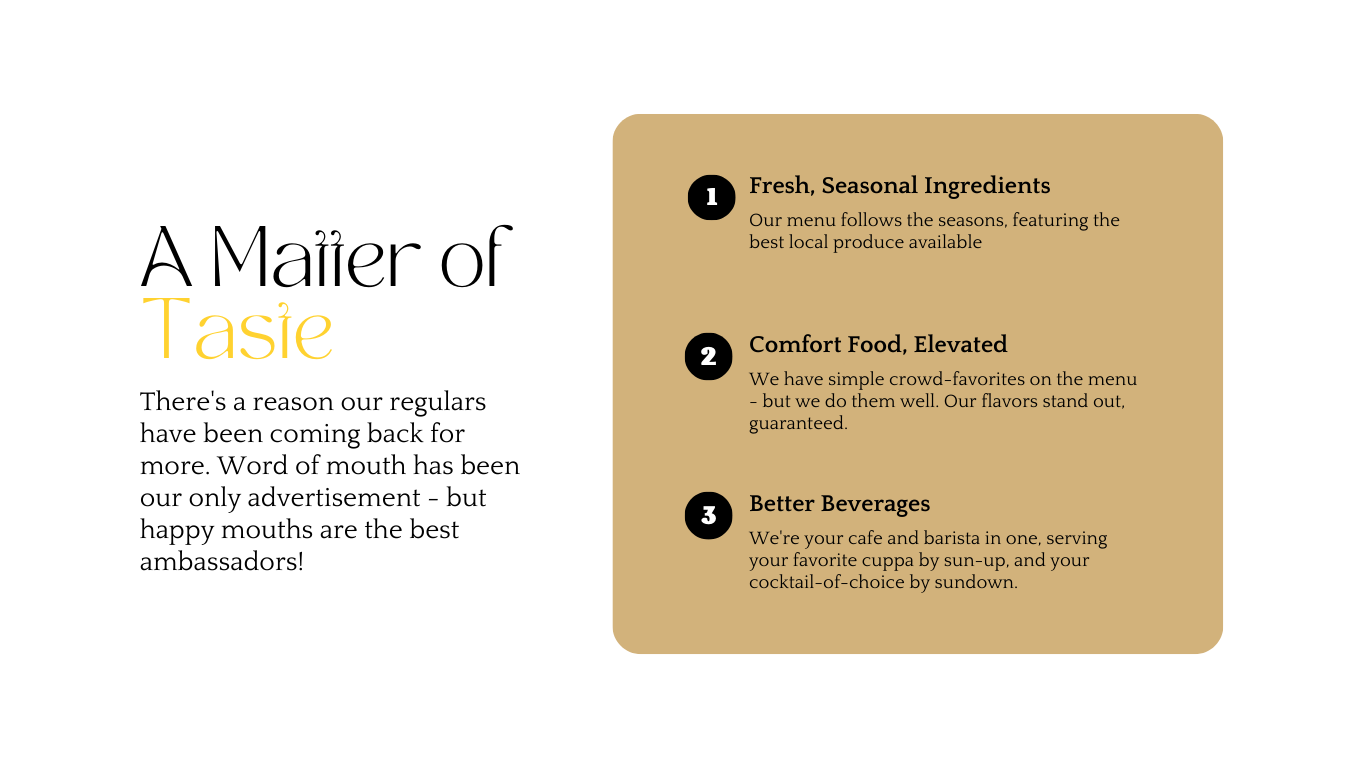 A Matter of
Taste
There's a reason our regulars
have been coming back for
more. Word of mouth has been
our only advertisement - but
happy mouths are the best
ambassadors!
1
Fresh, Seasonal Ingredients
Our menu follows the seasons, featuring the
best local produce available
2
Comfort Food, Elevated
We have simple crowd-favorites on the menu
- but we do them well. Our flavors stand out,
guaranteed.
3
Better Beverages
We're your cafe and barista in one, serving
your favorite cuppa by sun-up, and your
cocktail-of-choice by sundown.